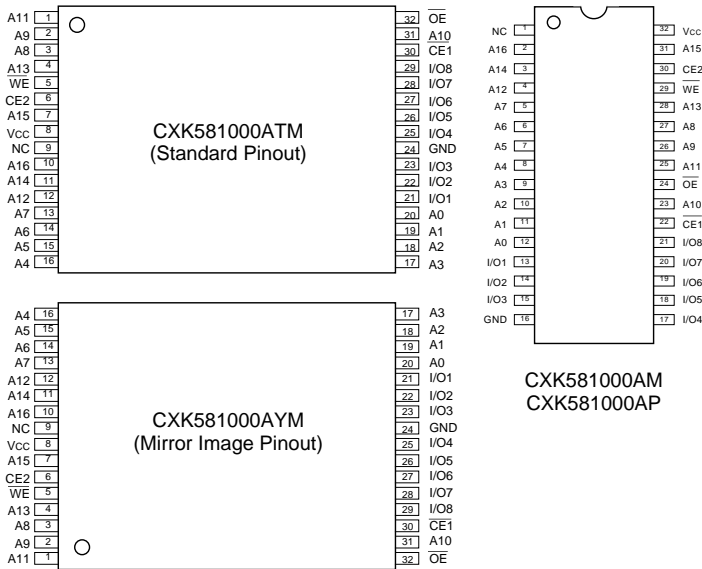 A11 1 32 OE
A9 2 31 A10
A8 3 30 CE1
A13 4 29 I/O8
WE 5 28 I/O7
CE2 6 27 I/O6
A15 7 26 I/O5
Vcc 8 25 I/O4
NC 9 24 GND
A16 10 23 I/O3
A14 11 22 I/O2
A12 12 21 I/O1
A7 13 20 A0
A6 14 19 A1
A5 15 18 A2
A4 16 17 A3
CXK581000ATM
(Standard Pinout)
NC 1 32 Vcc
A16 2 31 A15
A14 3 30 CE2
A12 4 29 WE
A7 5 28 A13
A6 6 27 A8
A5 7 26 A9
A4 8 25 A11
A3 9 24 OE
A2 10 23 A10
A1 11 22 CE1
A0 12 21 I/O8
I/O1 13 20 I/O7
I/O2 14 19 I/O6
I/O3 15 18 I/O5
GND 16 17 I/O4
CXK581000AM
CXK581000AP
A4 16 17 A3
A5 15 18 A2
A6 14 19 A1
A7 13 20 A0
A12 12 21 I/O1
A14 11 22 I/O2
A16 10 23 I/O3
NC 9 24 GND
Vcc 8 25 I/O4
A15 7 26 I/O5
CE2 6 27 I/O6
WE 5 28 I/O7
A13 4 29 I/O8
A8 3 30 CE1
A9 2 31 A10
A11 1 32 OE
CXK581000AYM
(Mirror Image Pinout)